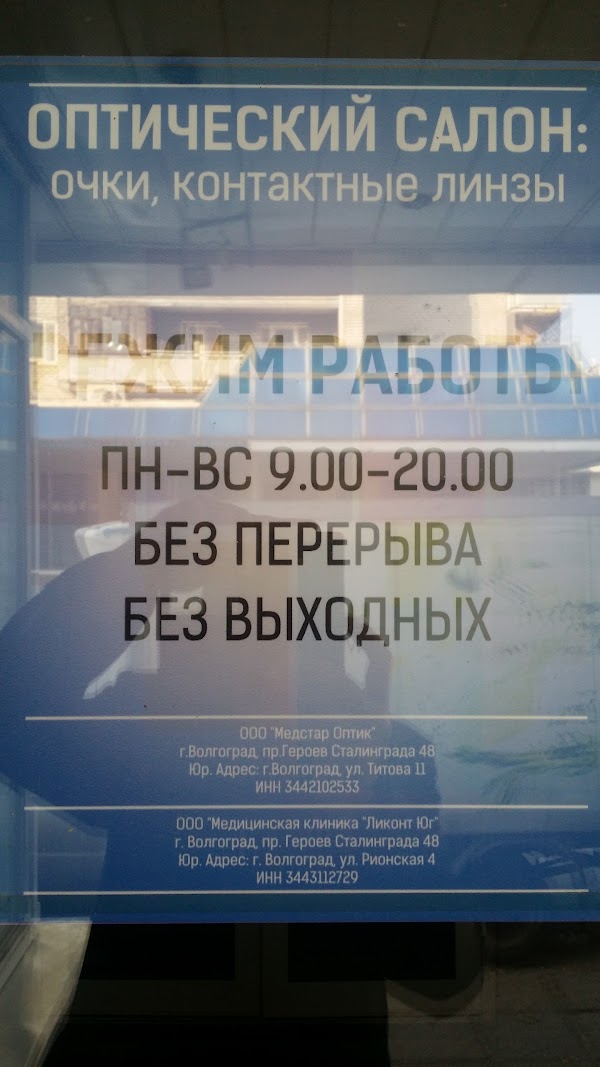 ОПТИЧЕСКИЙ САЛОН:
ОЧКИ, КОНТАКТНЫЕ ЛИНЗЫ
РЕЖИМ РАБОТЫ
ПН-ВС 9.00-20.00
БЕЗ ПЕРЕРЫВА
БЕЗ ВЫХОДНЫХ
ООО "Медстар Оптик"
г.Волгоград, пр.Героев Сталинграда 48
Юр. Адрес: г.Волгоград, ул. Титова 11
ИНН 3442102533
ООО "Медицинская клиника "Ликонт Юг"
г. Волгоград, пр. Героев Сталинграда 48
Юр. Адрес: г. Волгоград, ул. Рионская 4
ИНН 3443112729